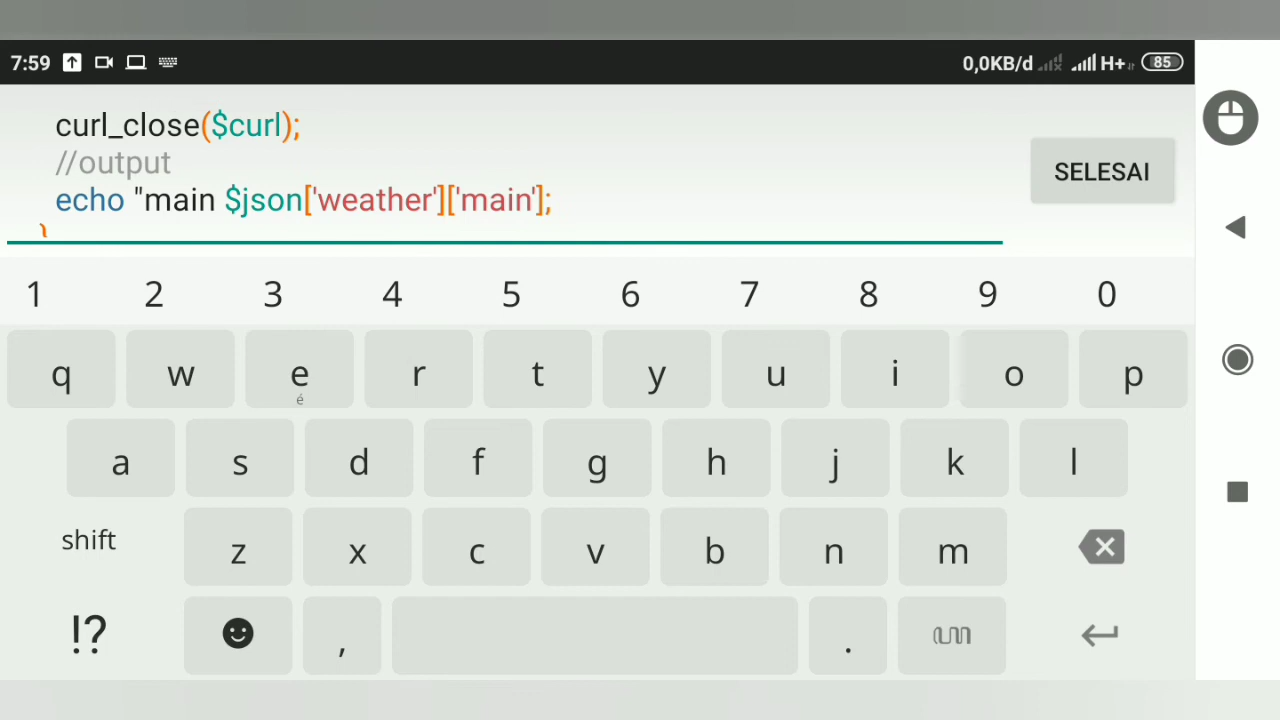 7:59 0,0KB/d H+ 85
curl_close($curl);
//output
echo "main $json['weather']['main'];
}
SELESAI
1 2 3 4 5 6 7 8 9 0
q w e r t y u i o p
é
a s d f g h j k l
shift z x c v b n m
!? , . ꦲꦤ